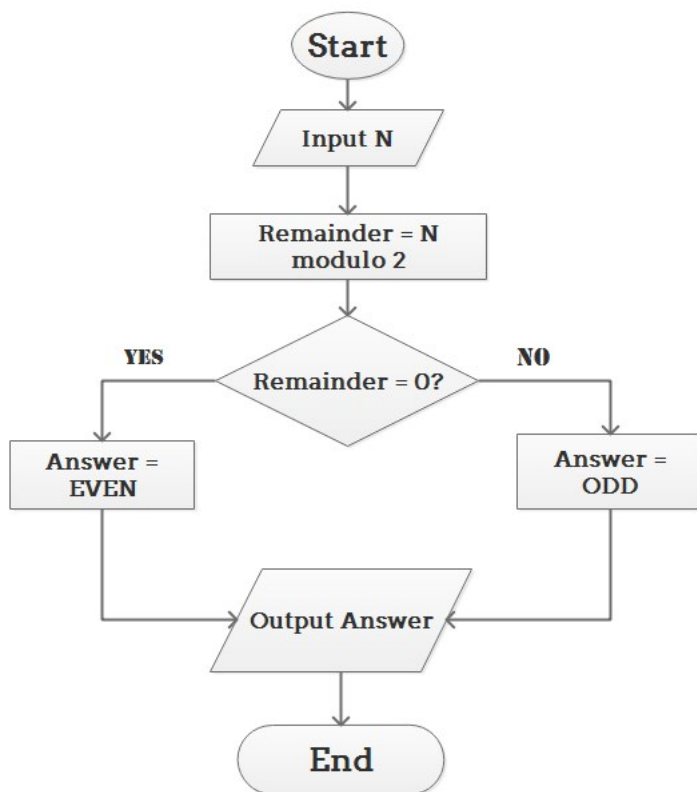 Start
Input N
Remainder = N
modulo 2
YES
NO
Remainder = 0?
Answer =
EVEN
Answer =
ODD
Output Answer
End